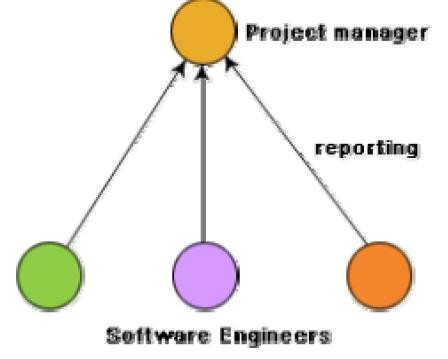 Project manager
reporting
Software Engineers